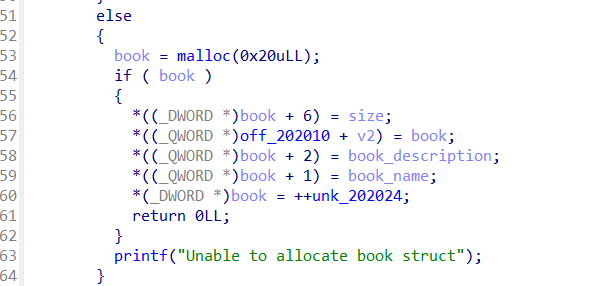 51 else
52 {
53 book = malloc(0x20uLL);
54 if ( book )
55 {
56 *((_DWORD *)book + 6) = size;
57 *((_QWORD *)off_202010 + v2) = book;
58 *((_QWORD *)book + 2) = book_description;
59 *((_QWORD *)book + 1) = book_name;
60 *(_DWORD *)book = ++unk_202024;
61 return 0LL;
62 }
63 printf("Unable to allocate book struct");
64 }